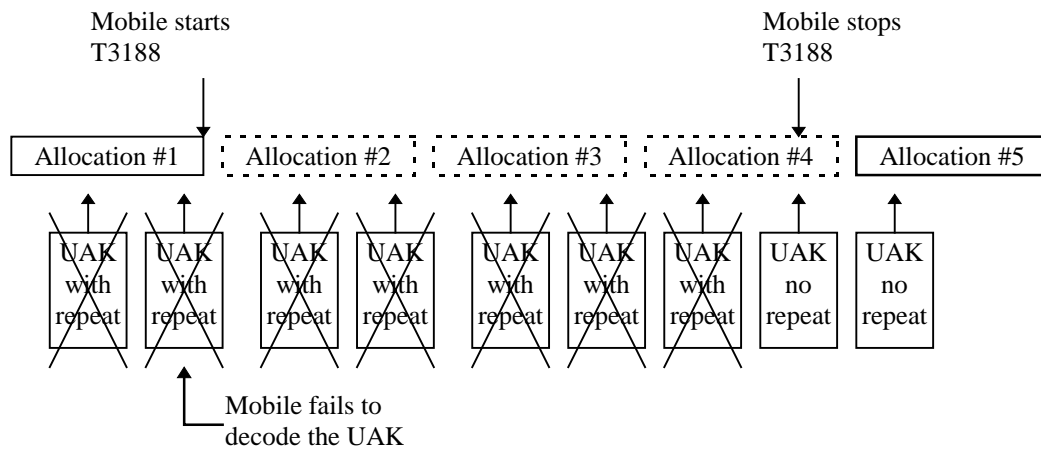 Mobile starts
T3188
Mobile stops
T3188
Allocation #1
Allocation #2
Allocation #3
Allocation #4
Allocation #5
UAK
with
repeat
UAK
with
repeat
UAK
with
repeat
UAK
with
repeat
UAK
with
repeat
UAK
with
repeat
UAK
with
repeat
UAK
no
repeat
UAK
no
repeat
Mobile fails to
decode the UAK